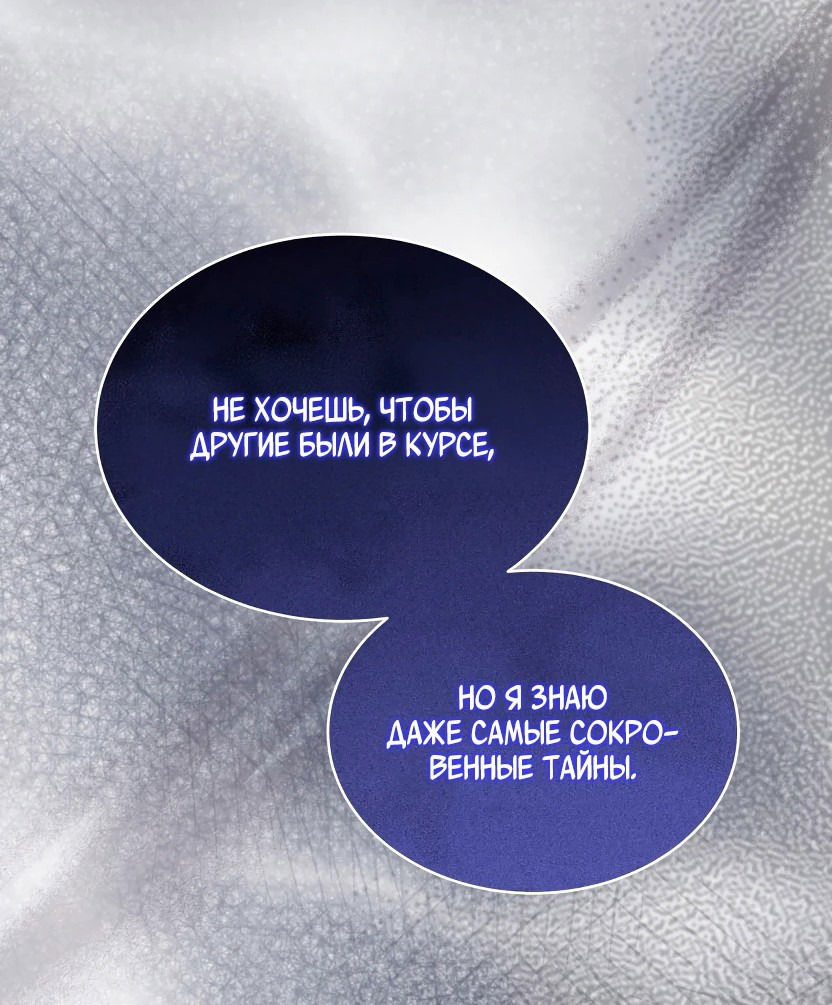 НЕ ХОЧЕШЬ, ЧТОБЫ
ДРУГИЕ БЫЛИ В КУРСЕ,
НО Я ЗНАЮ
ДАЖЕ САМЫЕ СОКРО-
ВЕННЫЕ ТАЙНЫ.